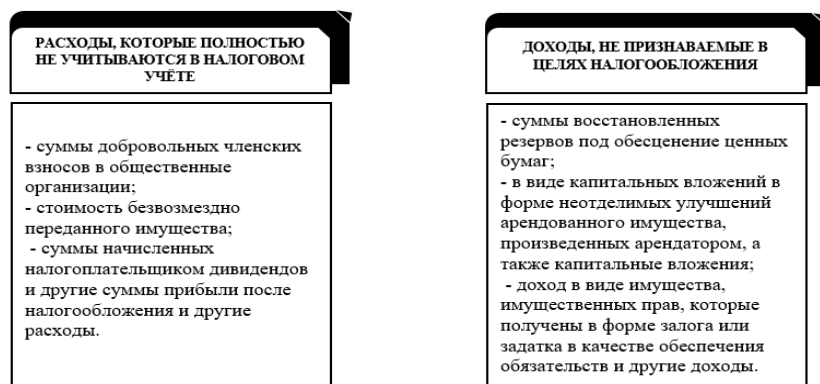 РАСХОДЫ, КОТОРЫЕ ПОЛНОСТЬЮ
НЕ УЧИТЫВАЮТСЯ В НАЛОГОВОМ
УЧЁТЕ
- суммы добровольных членских
взносов в общественные
организации;
- стоимость безвозмездно
переданного имущества;
- суммы начисленных
налогоплательщиком дивидендов
и другие суммы прибыли после
налогообложения и другие
расходы.
ДОХОДЫ, НЕ ПРИЗНАВАЕМЫЕ В
ЦЕЛЯХ НАЛОГООБЛОЖЕНИЯ
- суммы восстановленных
резервов под обесценение ценных
бумаг;
- в виде капитальных вложений в
форме неотделимых улучшений
арендованного имущества,
произведенных арендатором, а
также капитальные вложения;
- доход в виде имущества,
имущественных прав, которые
получены в форме залога или
задатка в качестве обеспечения
обязательств и другие доходы.